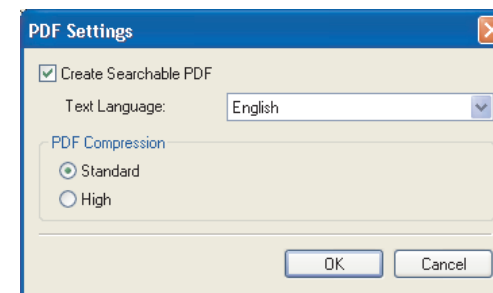 PDF Settings
Create Searchable PDF
Text Language: English
PDF Compression
Standard
High
OK Cancel